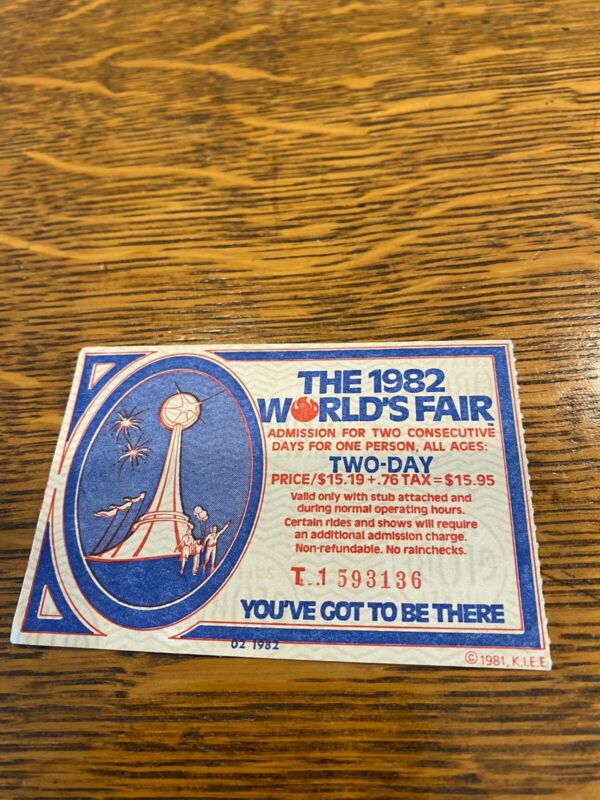 THE 1982
WORLD'S FAIR
TM
ADMISSION FOR TWO CONSECUTIVE
DAYS FOR ONE PERSON, ALL AGES:
TWO-DAY
PRICE/$15.19 + .76 TAX = $15.95
Valid only with stub attached and
during normal operating hours.
Certain rides and shows will require
an additional admission charge.
Non-refundable. No rainchecks.
T 1 593136
YOU'VE GOT TO BE THERE
02 1982
©1981, K.I.E.E.